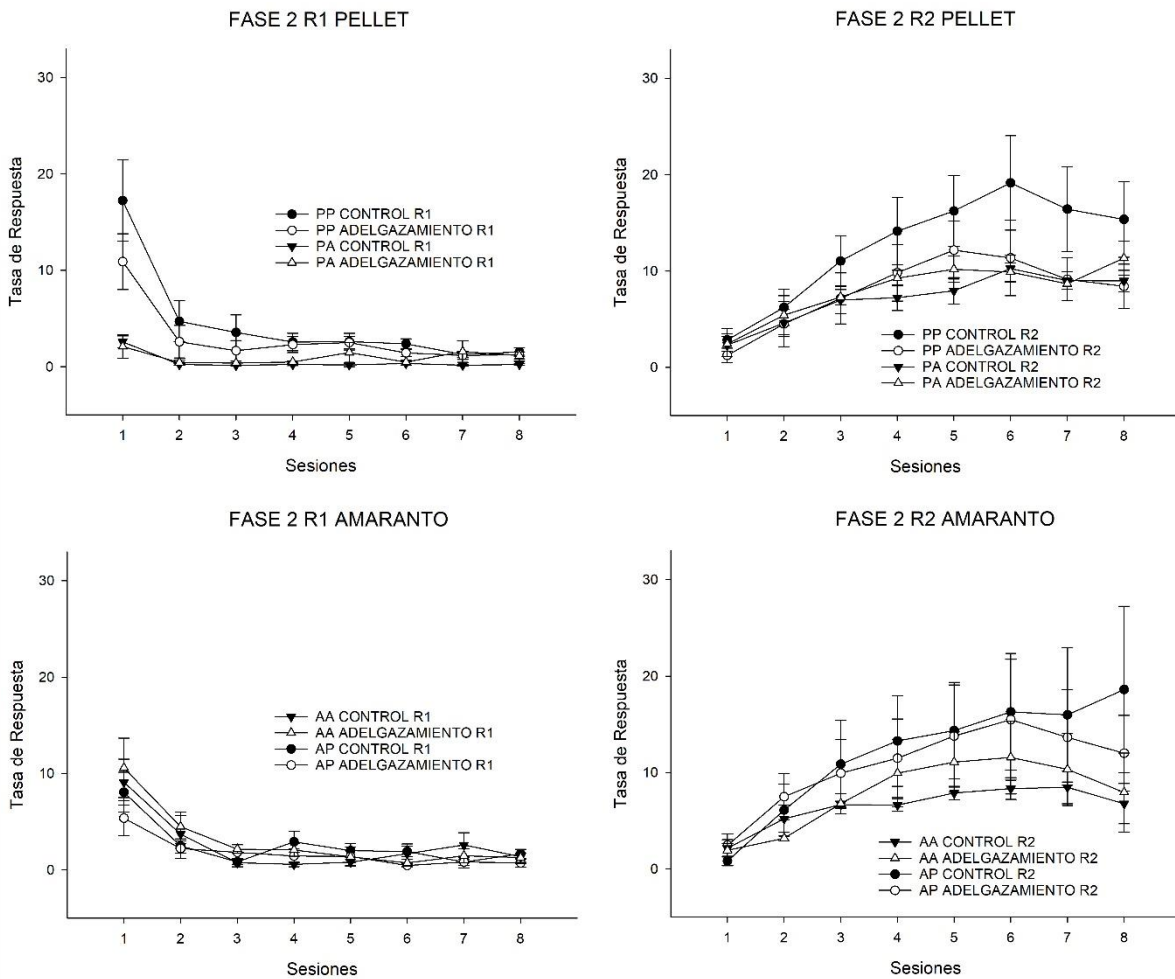 FASE 2 R1 PELLET
Tasa de Respuesta
30
20
10
0
PP CONTROL R1
PP ADELGAZAMIENTO R1
PA CONTROL R1
PA ADELGAZAMIENTO R1
1 2 3 4 5 6 7 8
Sesiones
FASE 2 R2 PELLET
Tasa de Respuesta
30
20
10
0
PP CONTROL R2
PP ADELGAZAMIENTO R2
PA CONTROL R2
PA ADELGAZAMIENTO R2
1 2 3 4 5 6 7 8
Sesiones
FASE 2 R1 AMARANTO
Tasa de Respuesta
30
20
10
0
AA CONTROL R1
AA ADELGAZAMIENTO R1
AP CONTROL R1
AP ADELGAZAMIENTO R1
1 2 3 4 5 6 7 8
Sesiones
FASE 2 R2 AMARANTO
Tasa de Respuesta
30
20
10
0
AA CONTROL R2
AA ADELGAZAMIENTO R2
AP CONTROL R2
AP ADELGAZAMIENTO R2
1 2 3 4 5 6 7 8
Sesiones